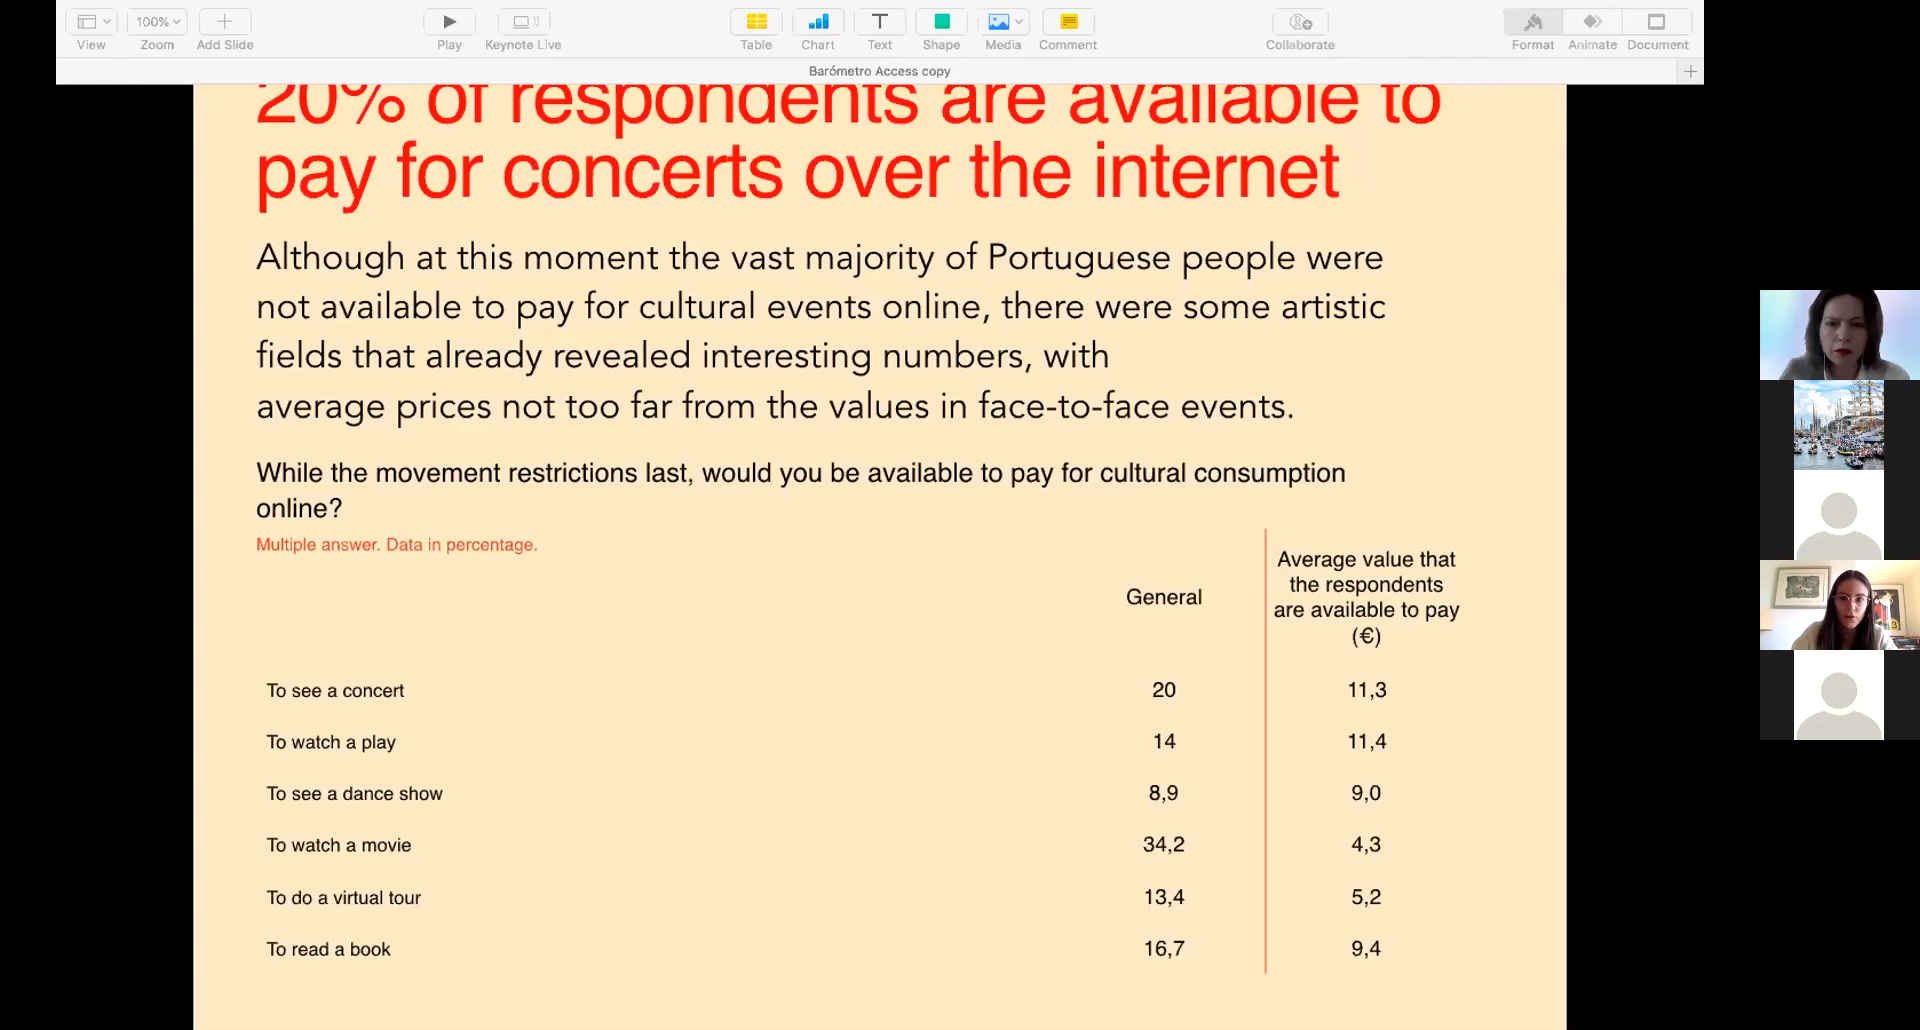 View
100%
Zoom
Add Slide
Play
Keynote Live
Table
Chart
Text
Shape
Media
Comment
Collaborate
Format
Animate
Document
Barómetro Access copy
20% of respondents are available to
pay for concerts over the internet
Although at this moment the vast majority of Portuguese people were
not available to pay for cultural events online, there were some artistic
fields that already revealed interesting numbers, with
average prices not too far from the values in face-to-face events.
While the movement restrictions last, would you be available to pay for cultural consumption
online?
Multiple answer. Data in percentage.
General
Average value that
the respondents
are available to pay
(€)
To see a concert 20 11,3
To watch a play 14 11,4
To see a dance show 8,9 9,0
To watch a movie 34,2 4,3
To do a virtual tour 13,4 5,2
To read a book 16,7 9,4